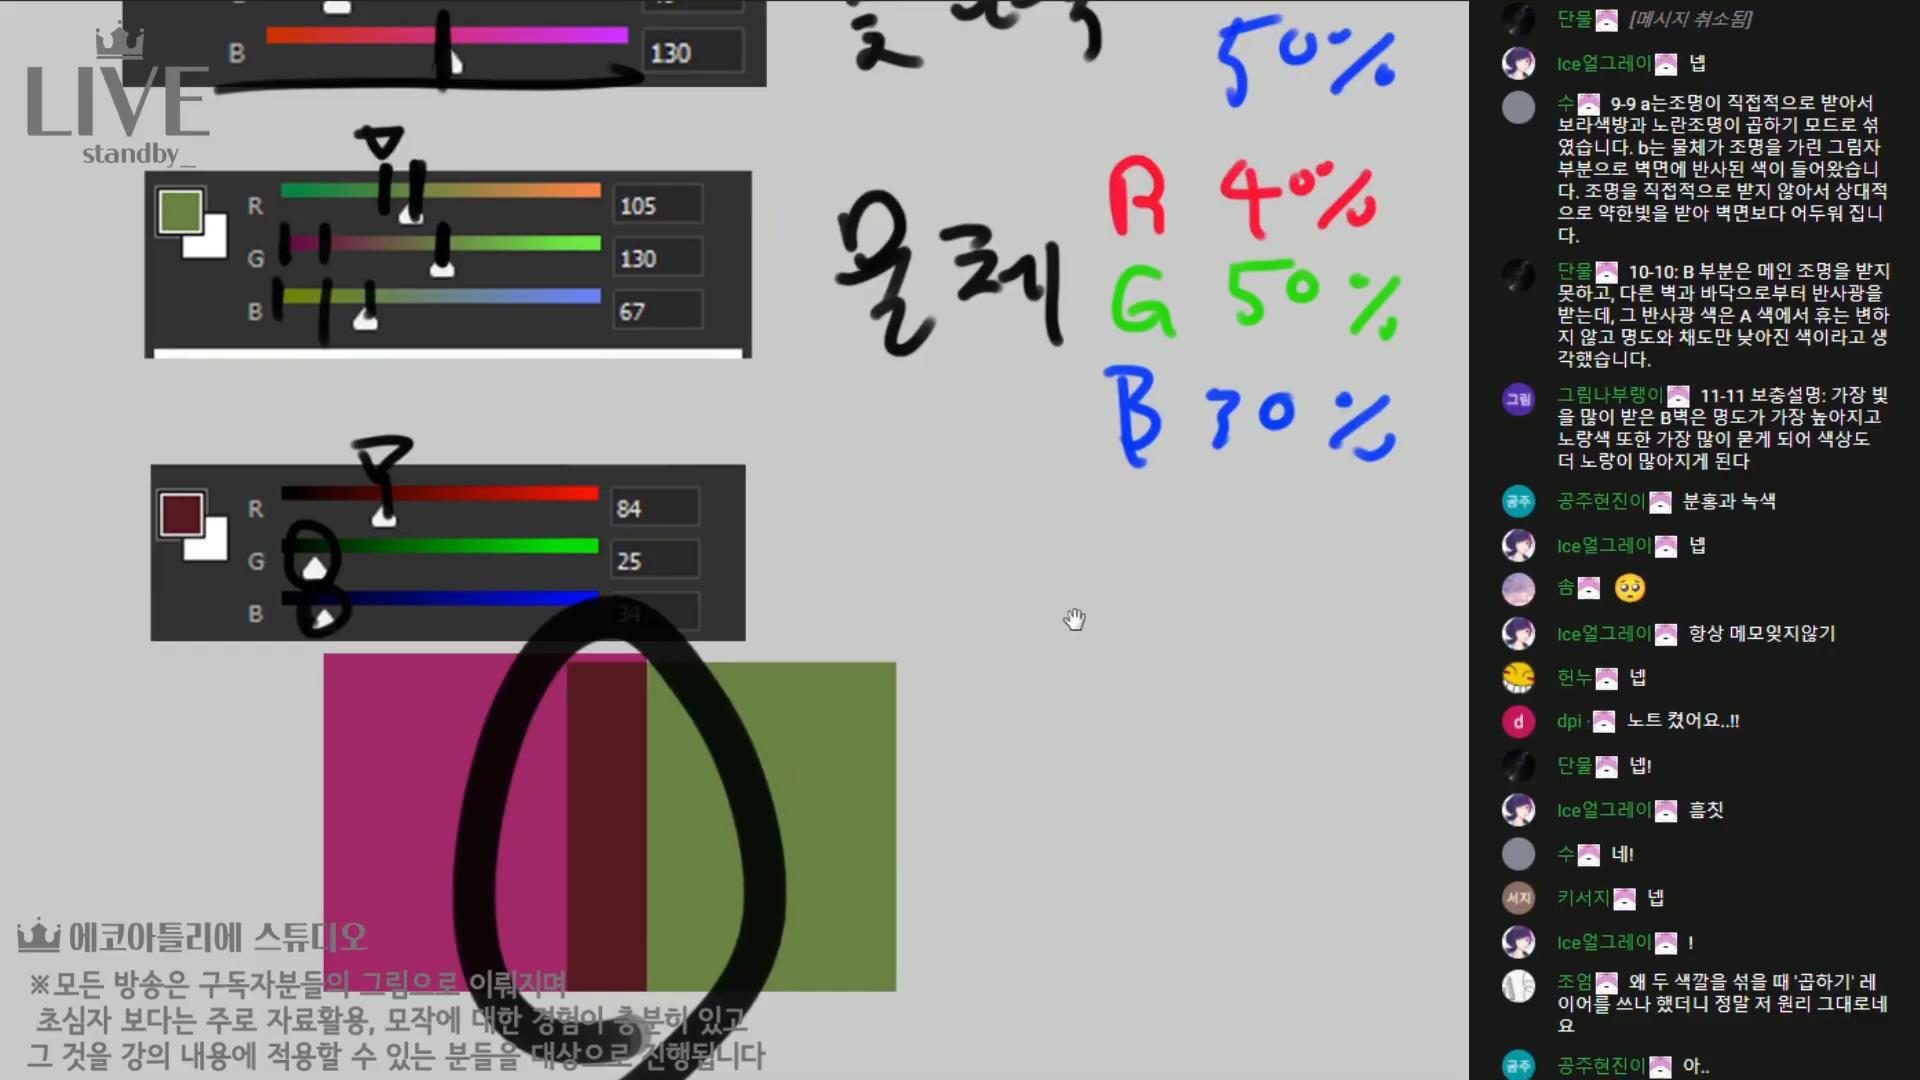 B 130
50%
LIVE
standby_
R 105
G 130
B 67
물체
R 40%
G 50%
B 30%
R 84
G 25
B 34
에코아틀리에 스튜디오
※모든 방송은 구독자분들의 그림으로 이뤄지며
초심자 보다는 주로 자료활용, 모작에 대한 경험이 충분히 있고
그 것을 강의 내용에 적용할 수 있는 분들을 대상으로 진행됩니다
단물 [메시지 취소됨]
Ice얼그레이 넵
수 9-9 a는조명이 직접적으로 받아서
보라색방과 노란조명이 곱하기 모드로 섞
였습니다. b는 물체가 조명을 가린 그림자
부분으로 벽면에 반사된 색이 들어왔습니
다. 조명을 직접적으로 받지 않아서 상대적
으로 약한빛을 받아 벽면보다 어두워 집니
다.
단물 10-10: B 부분은 메인 조명을 받지
못하고, 다른 벽과 바닥으로부터 반사광을
받는데, 그 반사광 색은 A 색에서 휴는 변하
지 않고 명도와 채도만 낮아진 색이라고 생
각했습니다.
그림
그림나부랭이 11-11 보충설명: 가장 빛
을 많이 받은 B벽은 명도가 가장 높아지고
노랑색 또한 가장 많이 묻게 되어 색상도
더 노랑이 많아지게 된다
공주
공주현진이 분홍과 녹색
Ice얼그레이 넵
솜 🥺
Ice얼그레이 항상 메모잊지않기
헌누 넵
d
dpi · 노트 켰어요..!!
단물 넵!
Ice얼그레이 흠칫
수 네!
서지
키서지 넵
Ice얼그레이 !
조엄 왜 두 색깔을 섞을 때 '곱하기' 레
이어를 쓰나 했더니 정말 저 원리 그대로네
요
공주
공주현진이 아..